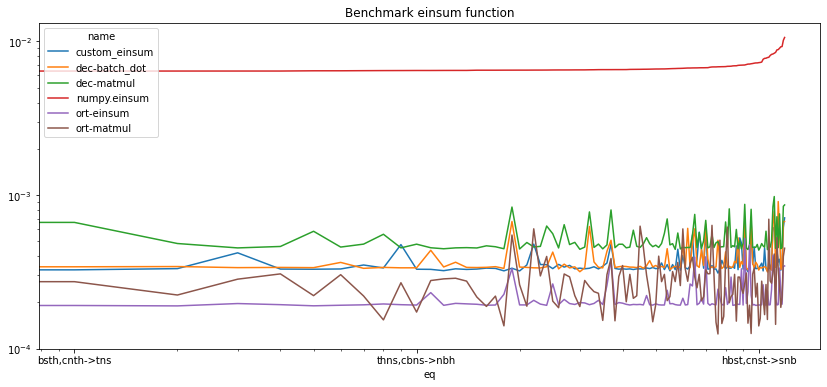 Benchmark einsum function
name
custom_einsum
dec-batch_dot
dec-matmul
numpy.einsum
ort-einsum
ort-matmul
10⁻²
10⁻³
10⁻⁴
bsth,cnth->tns thns,cbns->nbh hbst,cnst->snb
eq